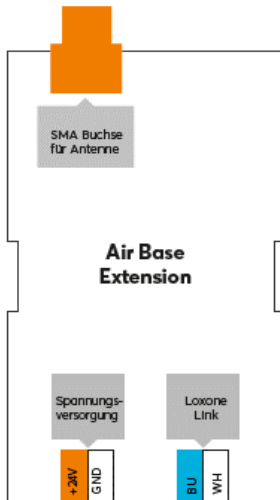 SMA Buchse
für Antenne
Air Base
Extension
Spannungs-
versorgung
Loxone
Link
+24V
GND
BU
WH